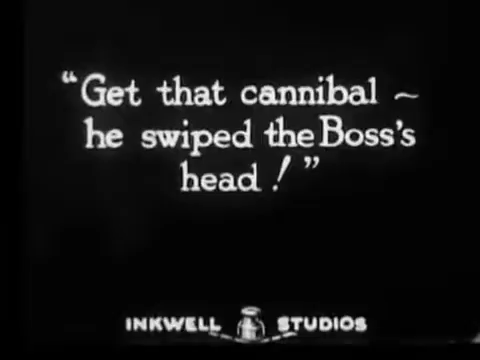 “Get that cannibal ~
he swiped the Boss's
head!”
INKWELL STUDIOS